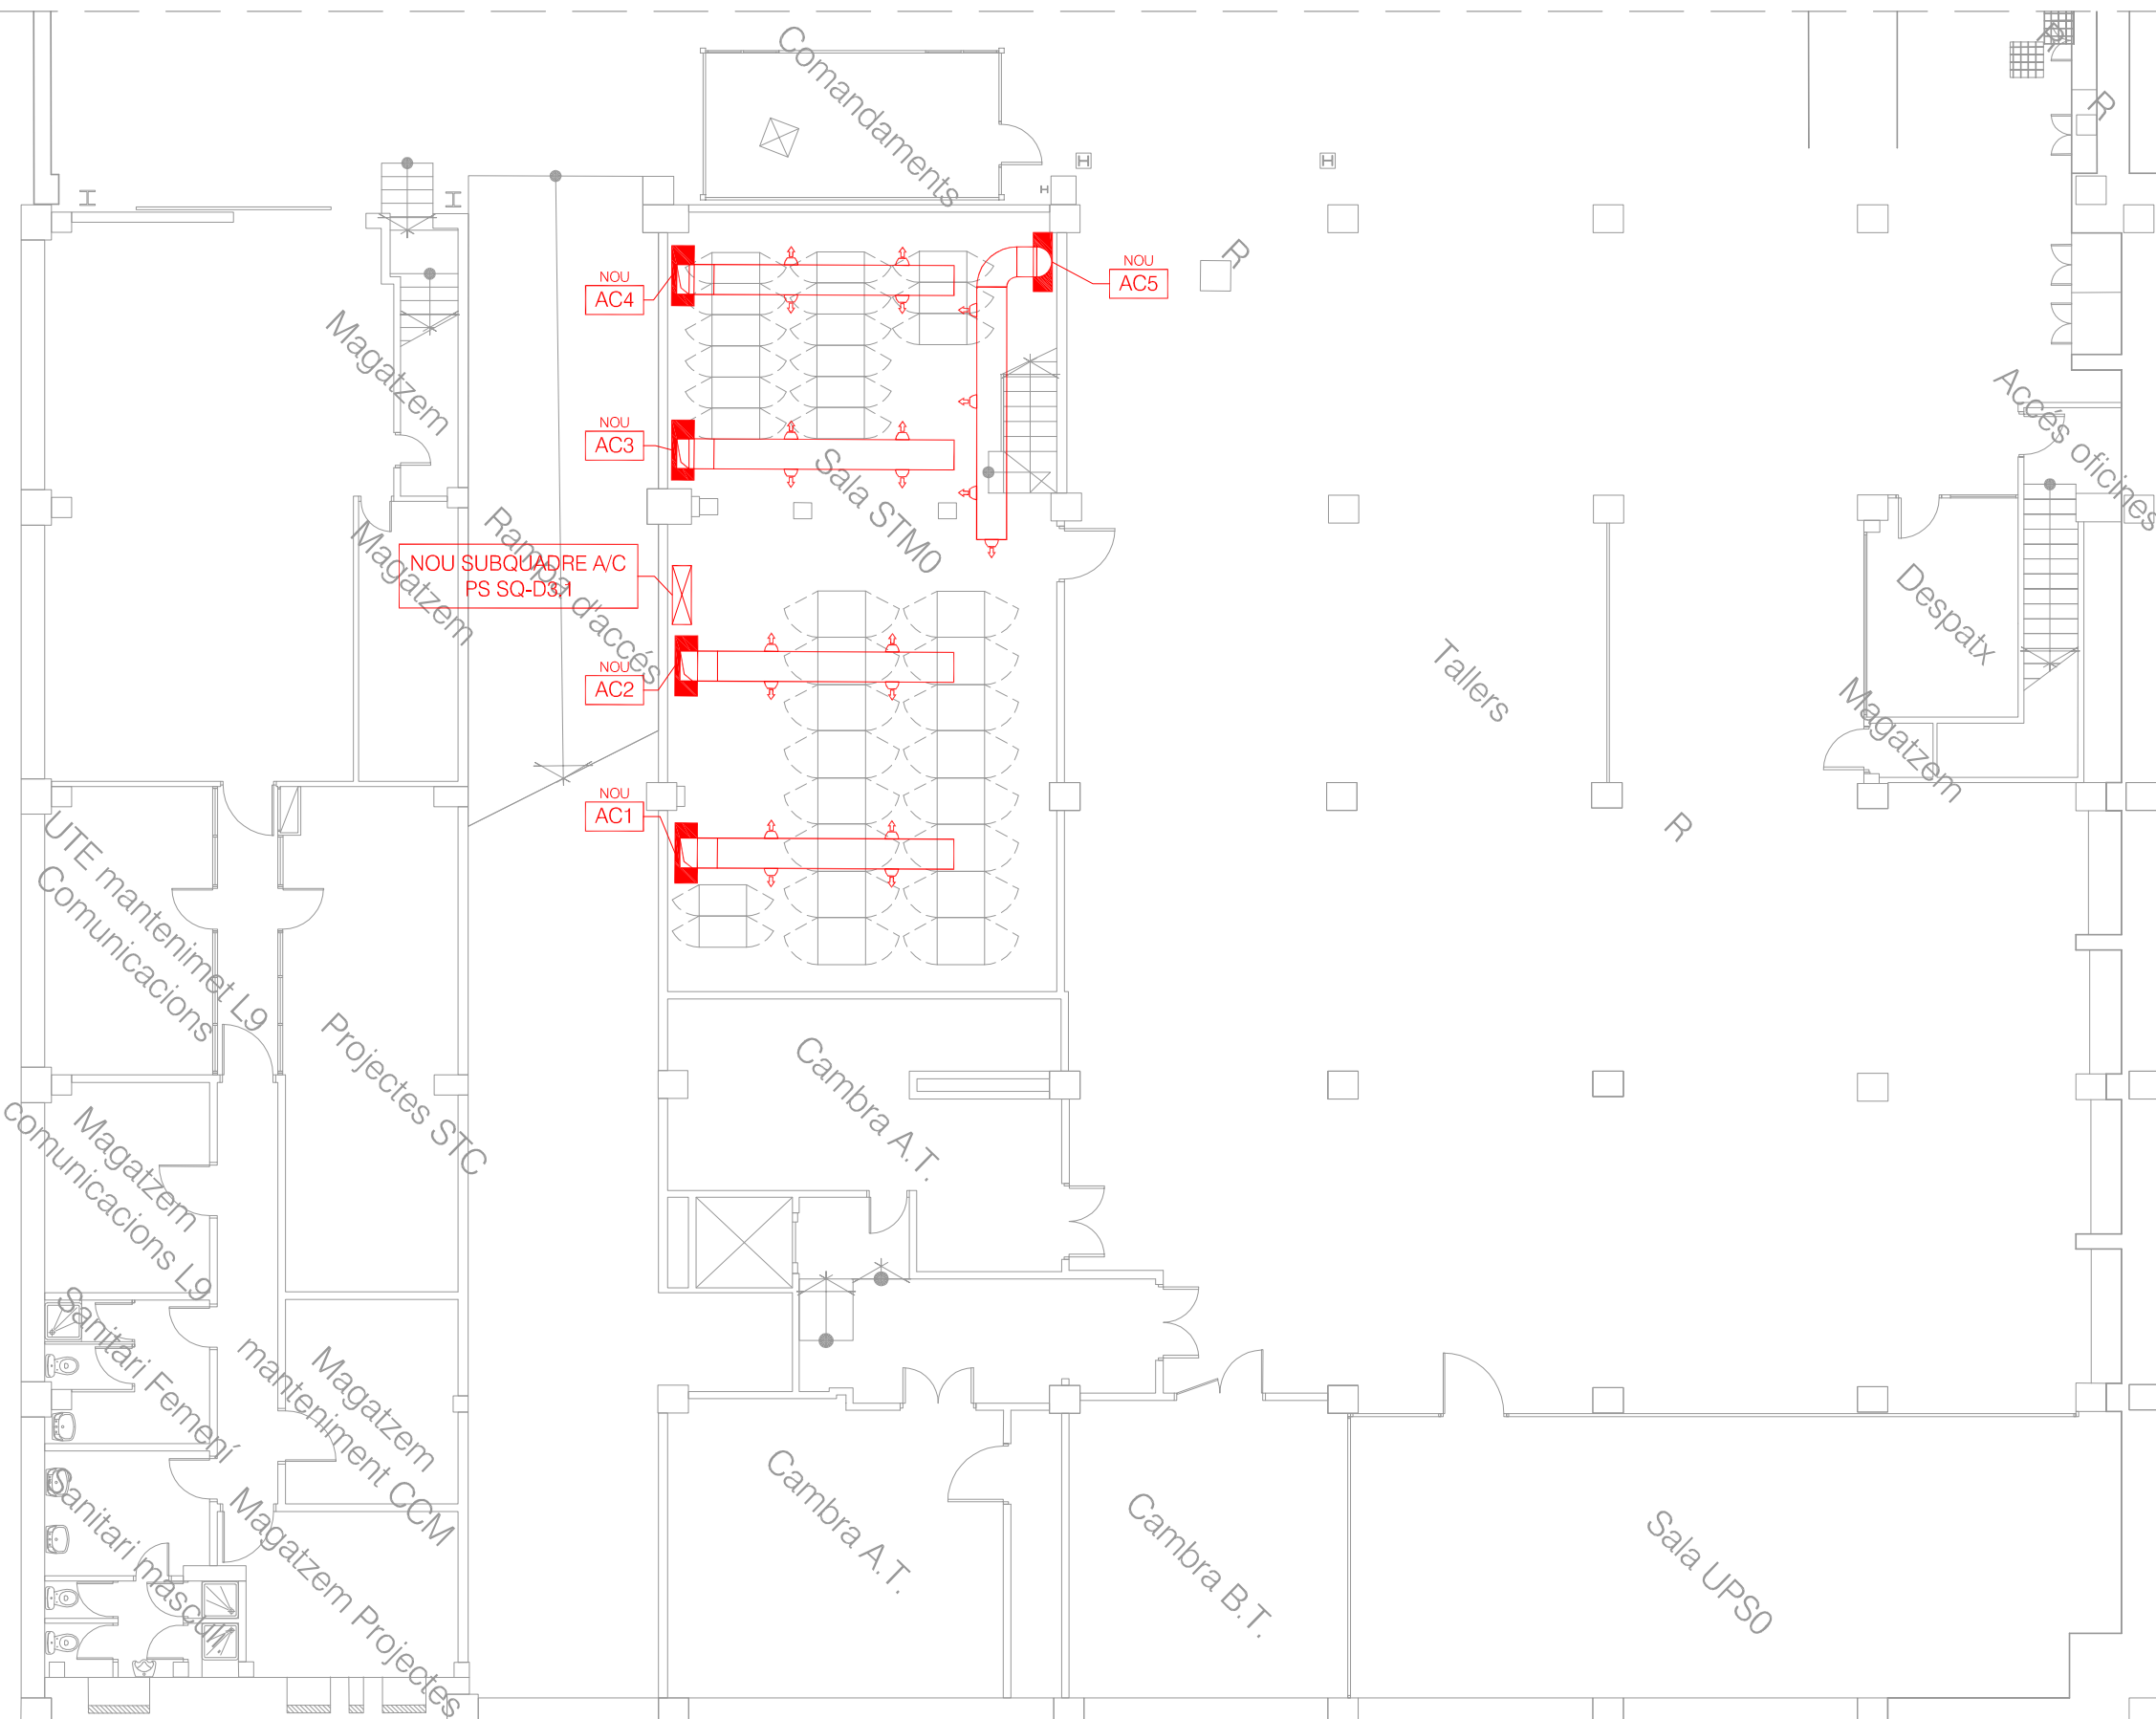 Comandaments
R
R
H
H
H
H
H
R
NOU
AC4
NOU
AC5
Magatzem
Accés oficines
NOU
AC3
Sala STM0
Rampa d'accés
Magatzem
NOU SUBQUADRE A/C
PS SQ-D3.1
Despatx
Tallers
NOU
AC2
Magatzem
NOU
AC1
R
UTE mantenimet L9
Comunicacions
Projectes STC
Cambra A.T.
Magatzem
comunicacions L9
Sanitari Femení
Magatzem
manteniment CCM
Sanitari masculí.
Magatzem Projectes
Cambra A.T.
Cambra B.T.
Sala UPS0